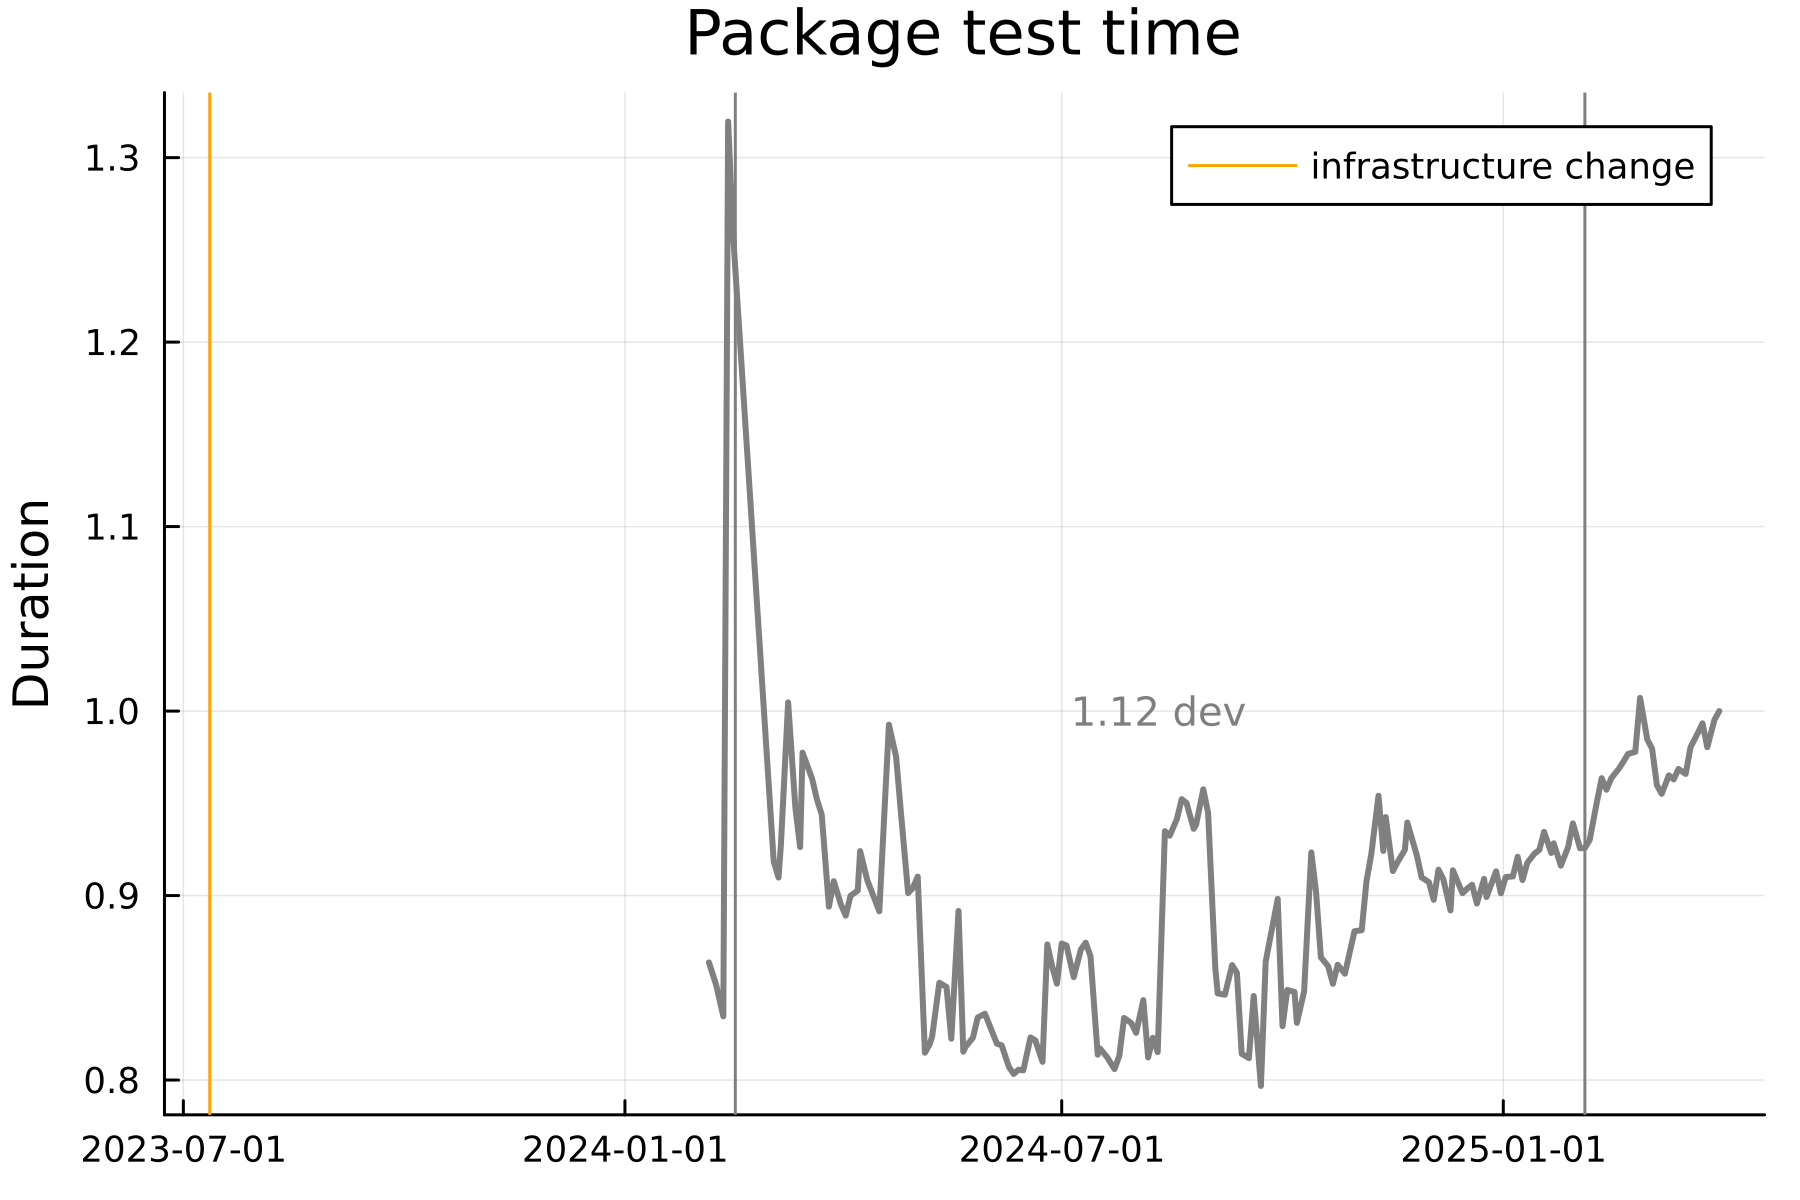 Package test time
infrastructure change
Duration
1.3
1.2
1.1
1.0
0.9
0.8
1.12 dev
2023-07-01
2024-01-01
2024-07-01
2025-01-01